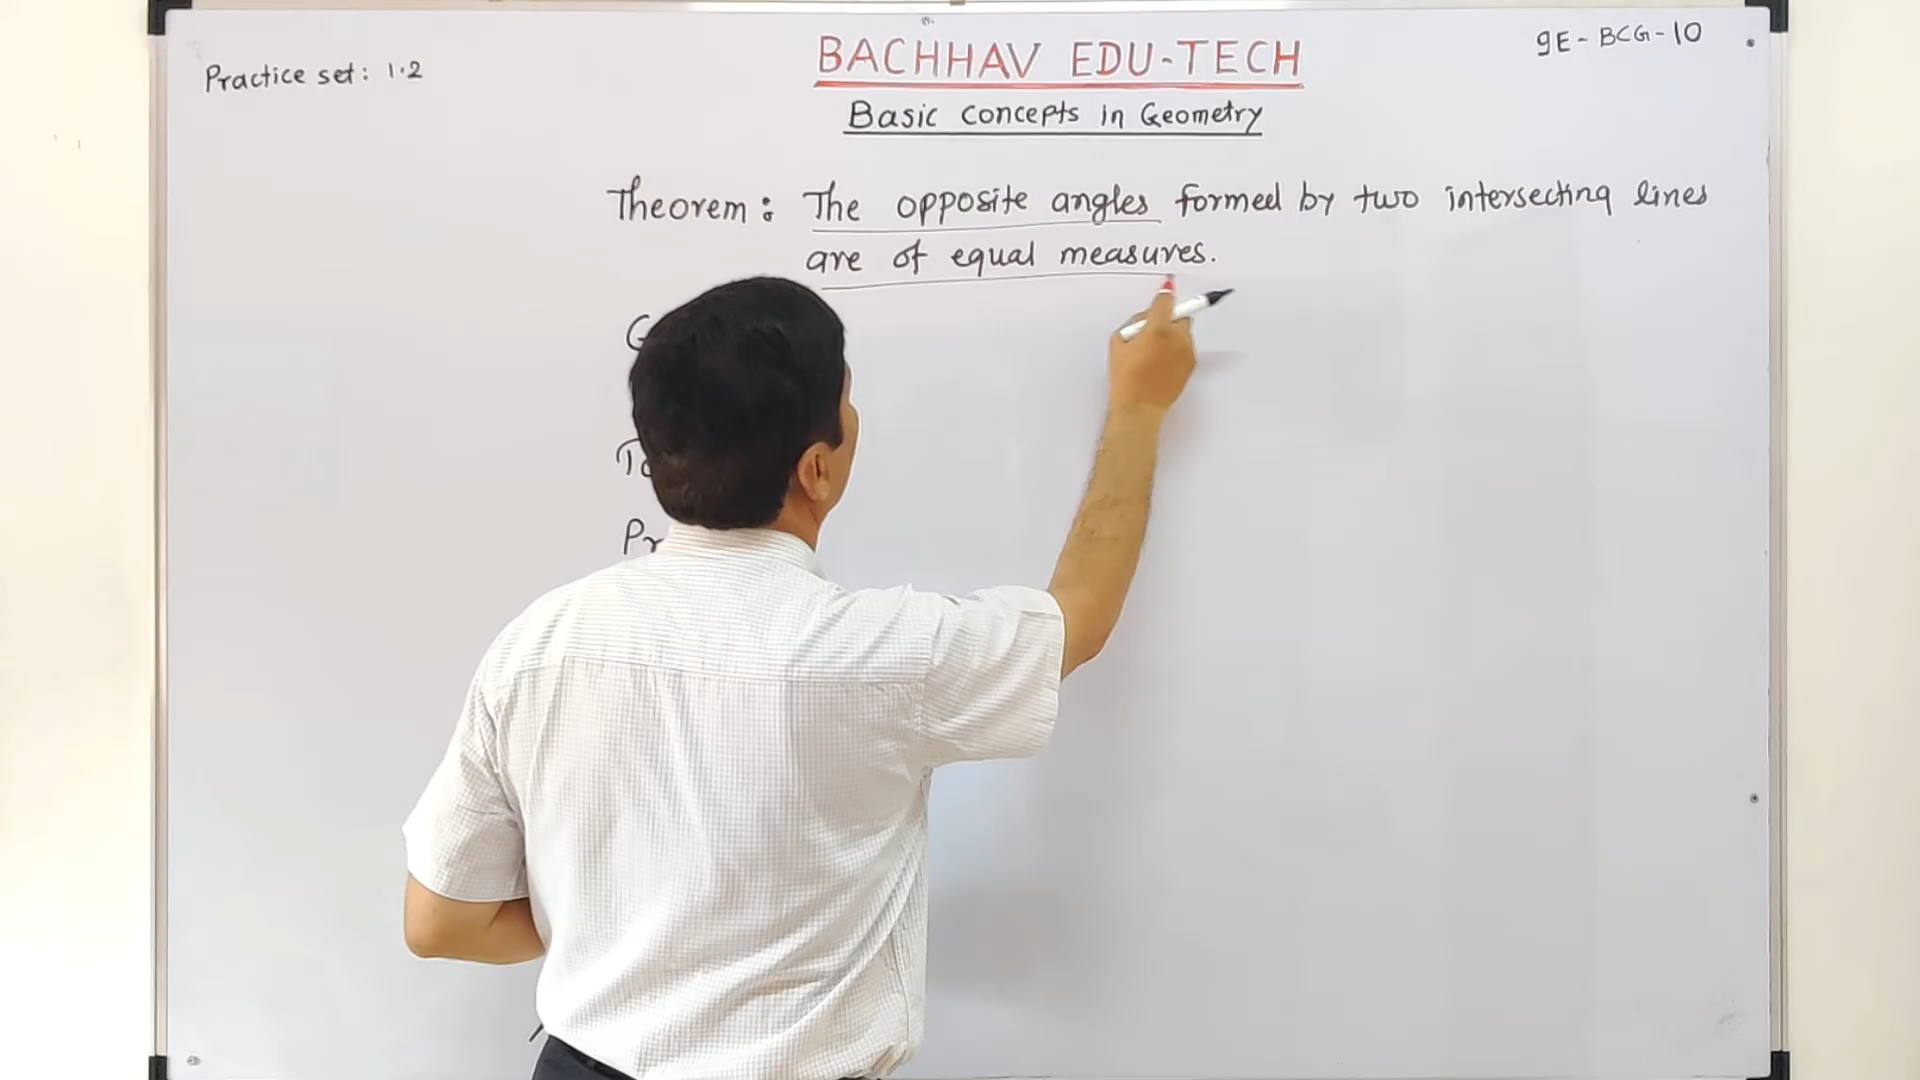 Practice set: 1.2
BACHHAV EDU-TECH
9E-BCG-10
Basic Concepts in Geometry
Theorem: The opposite angles formed by two intersecting lines
are of equal measures.